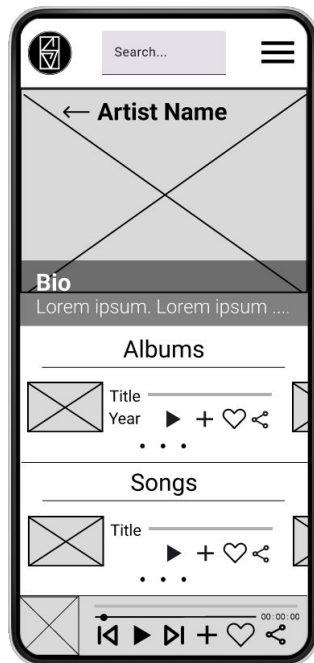 Search...
← Artist Name
Bio
Lorem ipsum. Lorem ipsum ....
Albums
Title
Year
Songs
Title
00:00:00